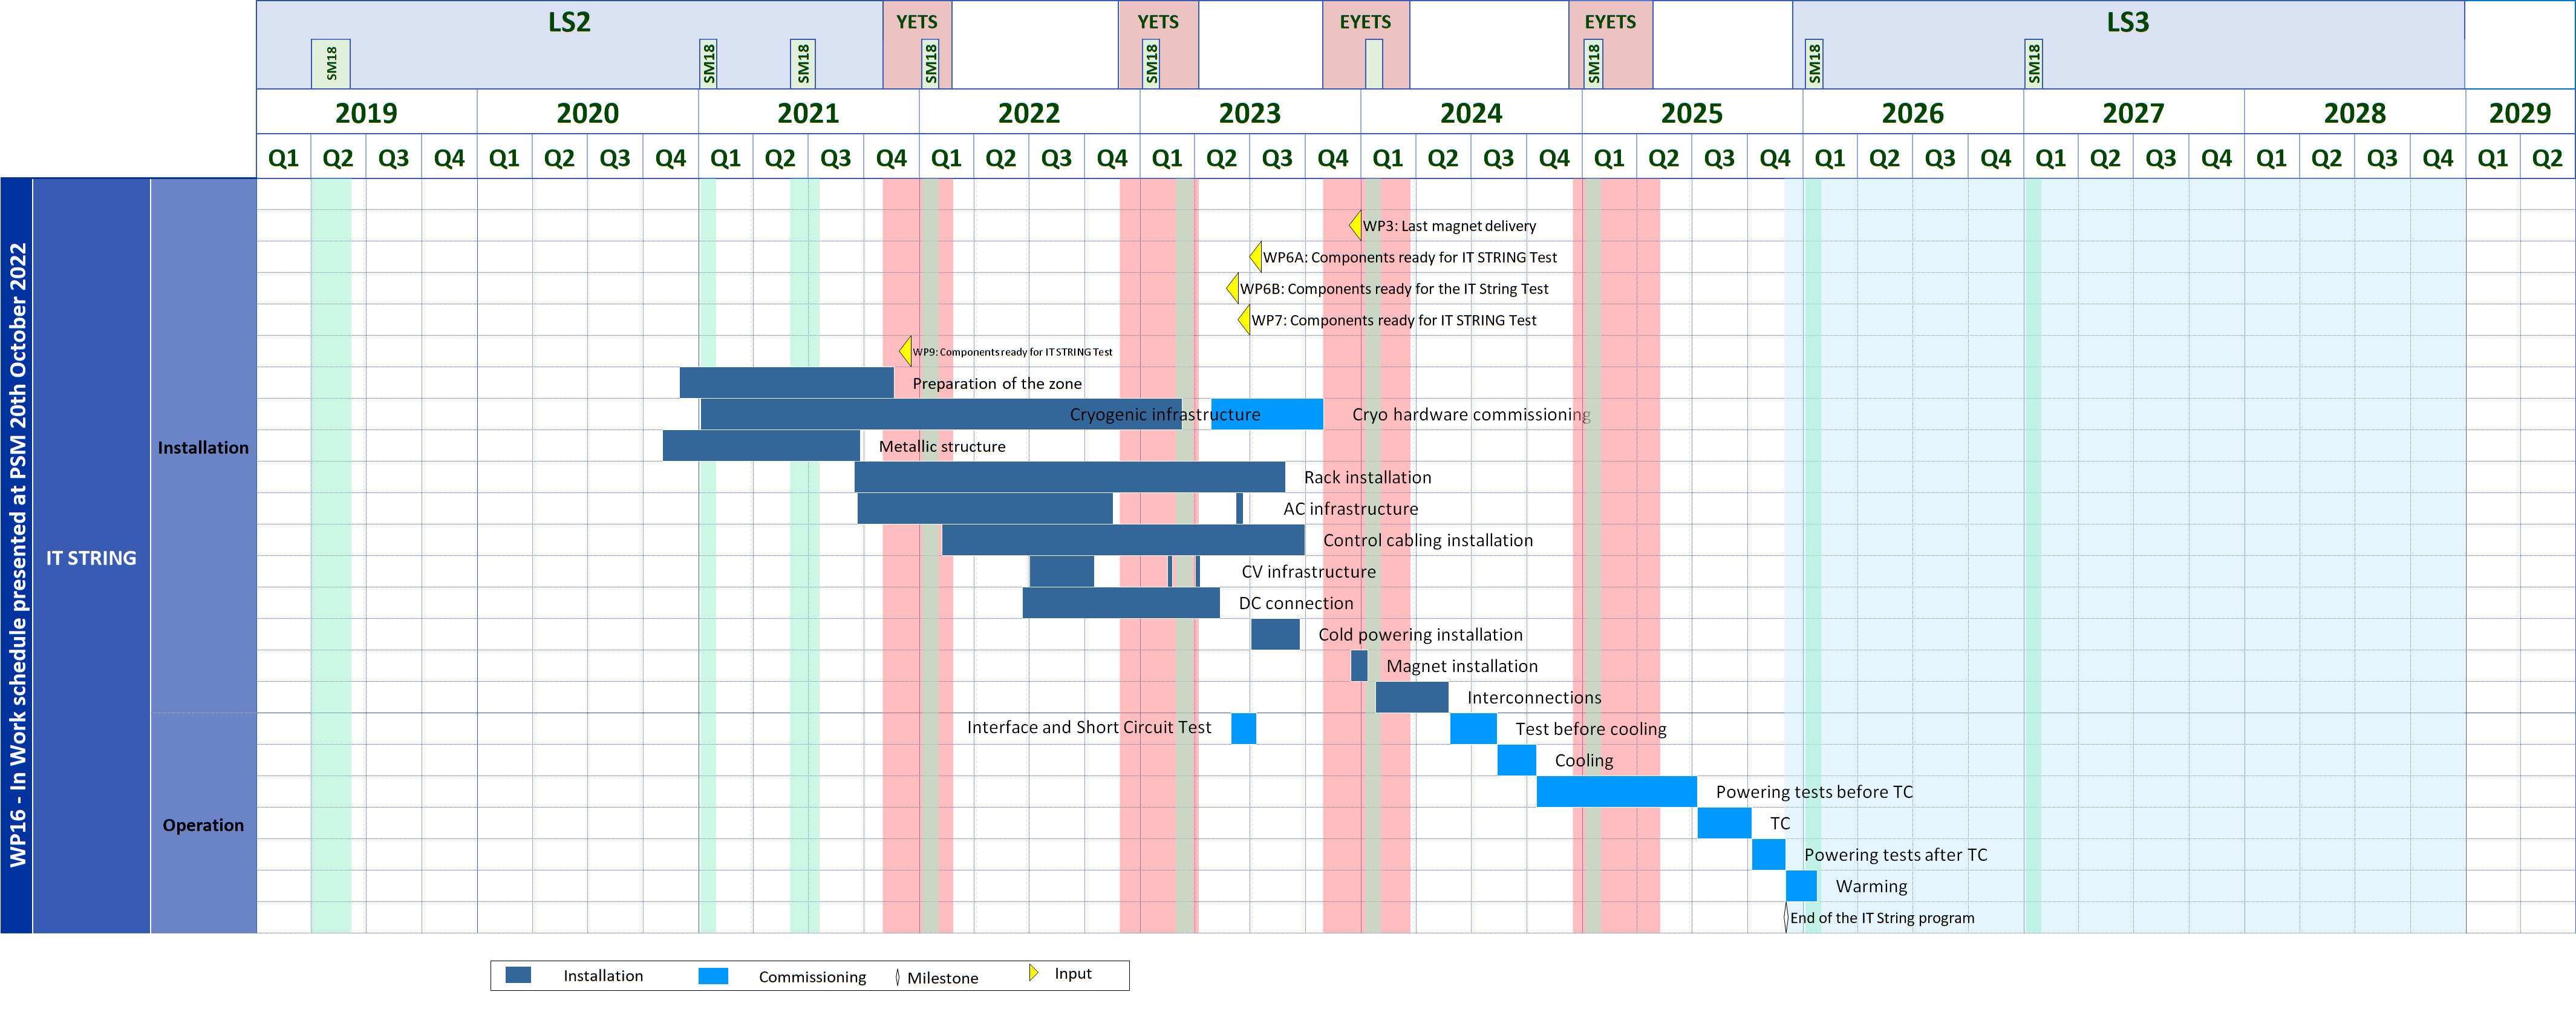 LS2
YETS
YETS
EYETS
EYETS
LS3
SM18
SM18
SM18
SM18
SM18
SM18
SM18
SM18
2019
2020
2021
2022
2023
2024
2025
2026
2027
2028
2029
Q1 Q2 Q3 Q4 Q1 Q2 Q3 Q4 Q1 Q2 Q3 Q4 Q1 Q2 Q3 Q4 Q1 Q2 Q3 Q4 Q1 Q2 Q3 Q4 Q1 Q2 Q3 Q4 Q1 Q2 Q3 Q4 Q1 Q2 Q3 Q4 Q1 Q2 Q3 Q4 Q1 Q2
WP16 - In Work schedule presented at PSM 20th October 2022
IT STRING
Installation
WP3: Last magnet delivery
WP6A: Components ready for IT STRING Test
WP6B: Components ready for the IT String Test
WP7: Components ready for IT STRING Test
WP9: Components ready for IT STRING Test
Preparation of the zone
Cryogenic infrastructure
Cryo hardware commissioning
Metallic structure
Rack installation
AC infrastructure
Control cabling installation
CV infrastructure
DC connection
Cold powering installation
Magnet installation
Interconnections
Operation
Interface and Short Circuit Test
Test before cooling
Cooling
Powering tests before TC
TC
Powering tests after TC
Warming
End of the IT String program
Installation
Commissioning
Milestone
Input